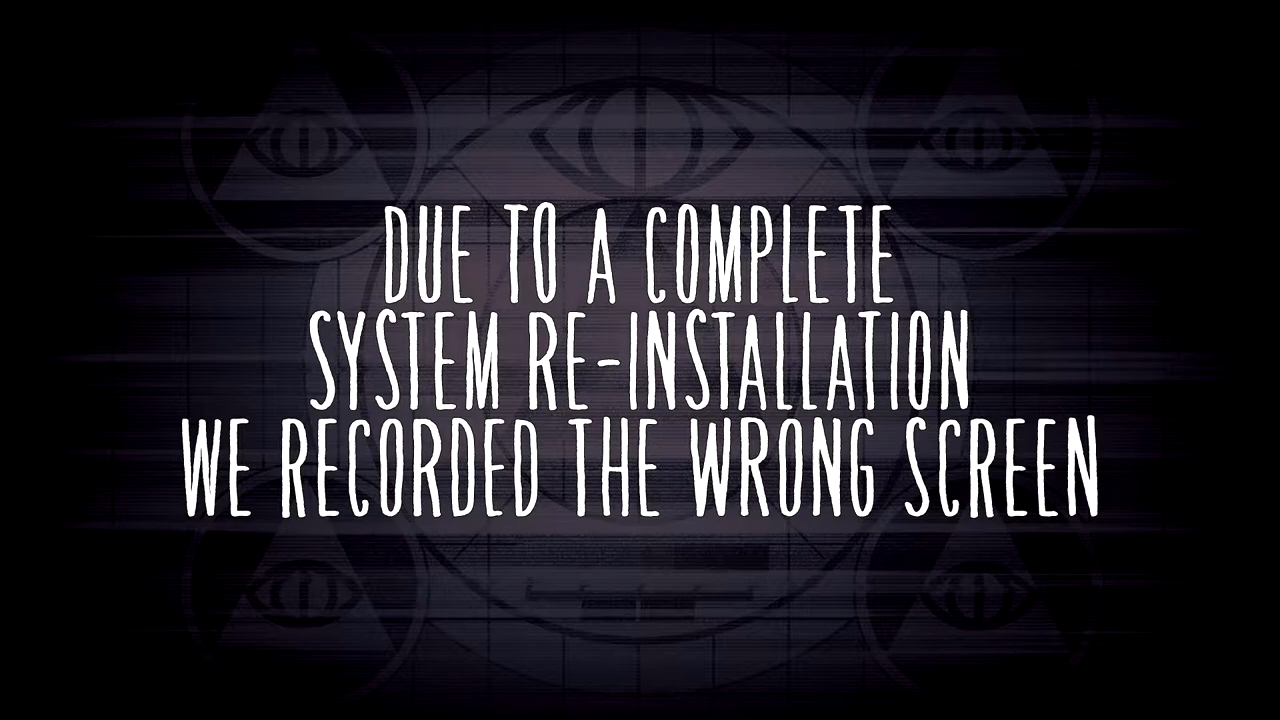 DUE TO A COMPLETE
SYSTEM RE-INSTALLATION
WE RECORDED THE WRONG SCREEN